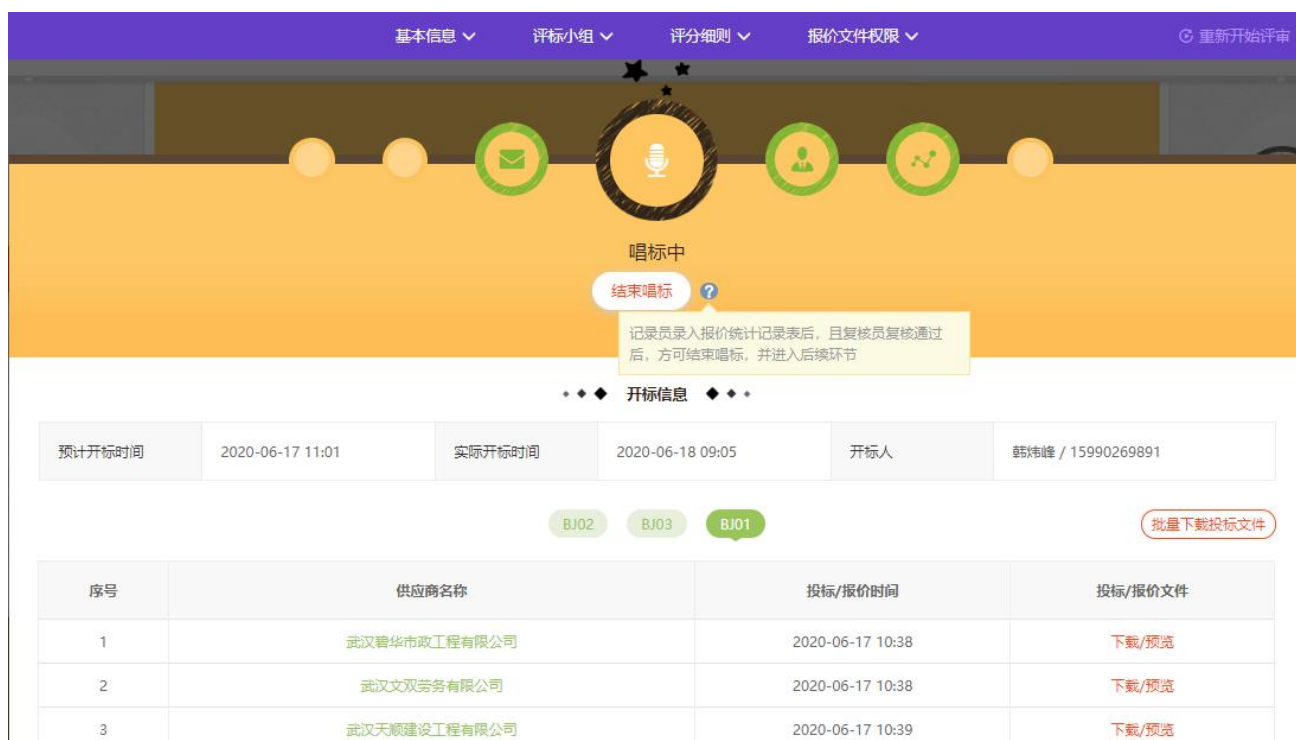 基本信息 评标小组 评分细则 报价文件权限 重新开始评审
唱标中
结束唱标 ?
记录员录入报价统计记录表后，且复核员复核通过
后，方可结束唱标，并进入后续环节
开标信息
预计开标时间 2020-06-17 11:01 实际开标时间 2020-06-18 09:05 开标人 韩炜峰 / 15990269891
BJ02 BJ03 BJ01 批量下载投标文件
序号 供应商名称 投标/报价时间 投标/报价文件
1 武汉碧华市政工程有限公司 2020-06-17 10:38 下载/预览
2 武汉文双劳务有限公司 2020-06-17 10:38 下载/预览
3 武汉天顺建设工程有限公司 2020-06-17 10:39 下载/预览